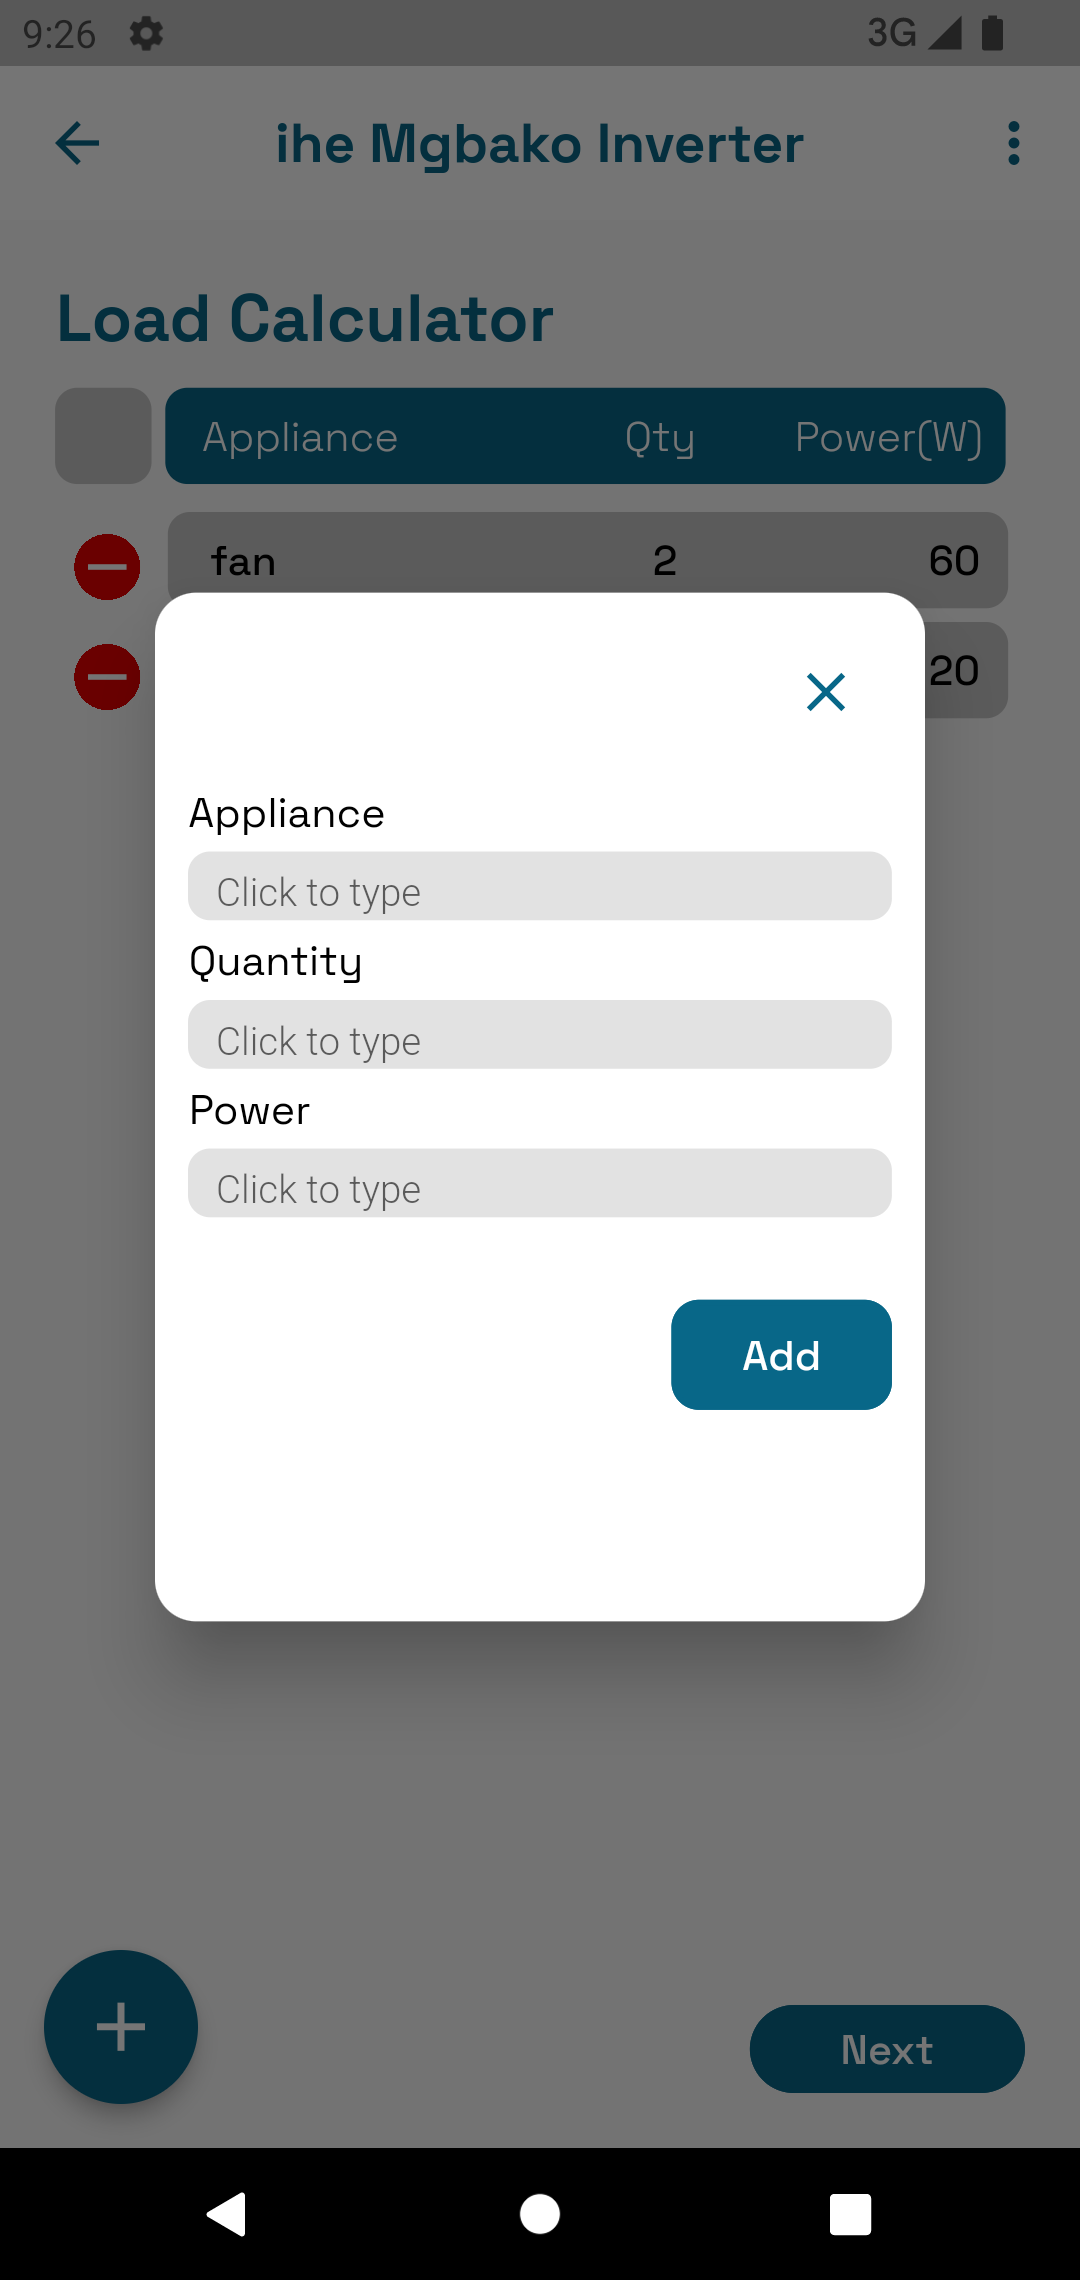 9:26 3G
ihe Mgbako Inverter
Load Calculator
Appliance Qty Power(W)
fan 2 60
20
Appliance
Click to type
Quantity
Click to type
Power
Click to type
Add
Next